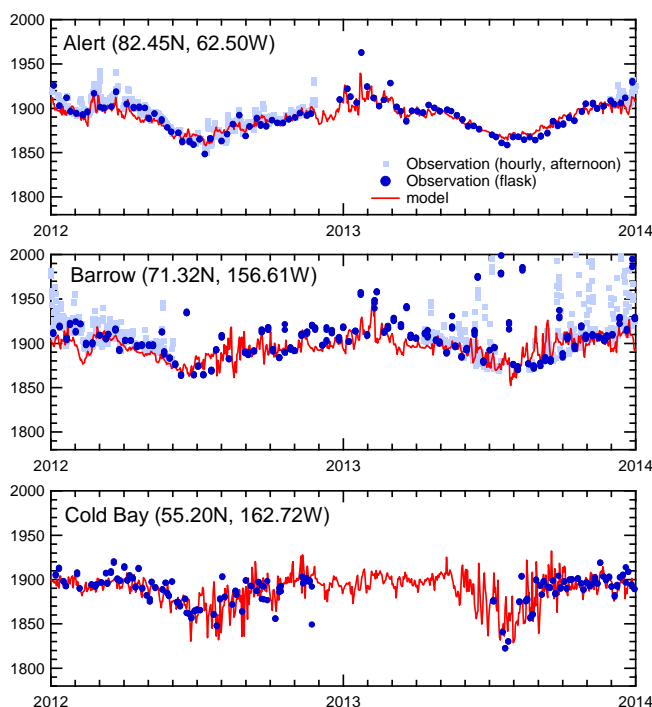 2000
Alert (82.45N, 62.50W)
1950
1900
1850
1800
Observation (hourly, afternoon)
Observation (flask)
model
2012 2013 2014
2000
Barrow (71.32N, 156.61W)
1950
1900
1850
1800
2012 2013 2014
2000
Cold Bay (55.20N, 162.72W)
1950
1900
1850
1800
2012 2013 2014